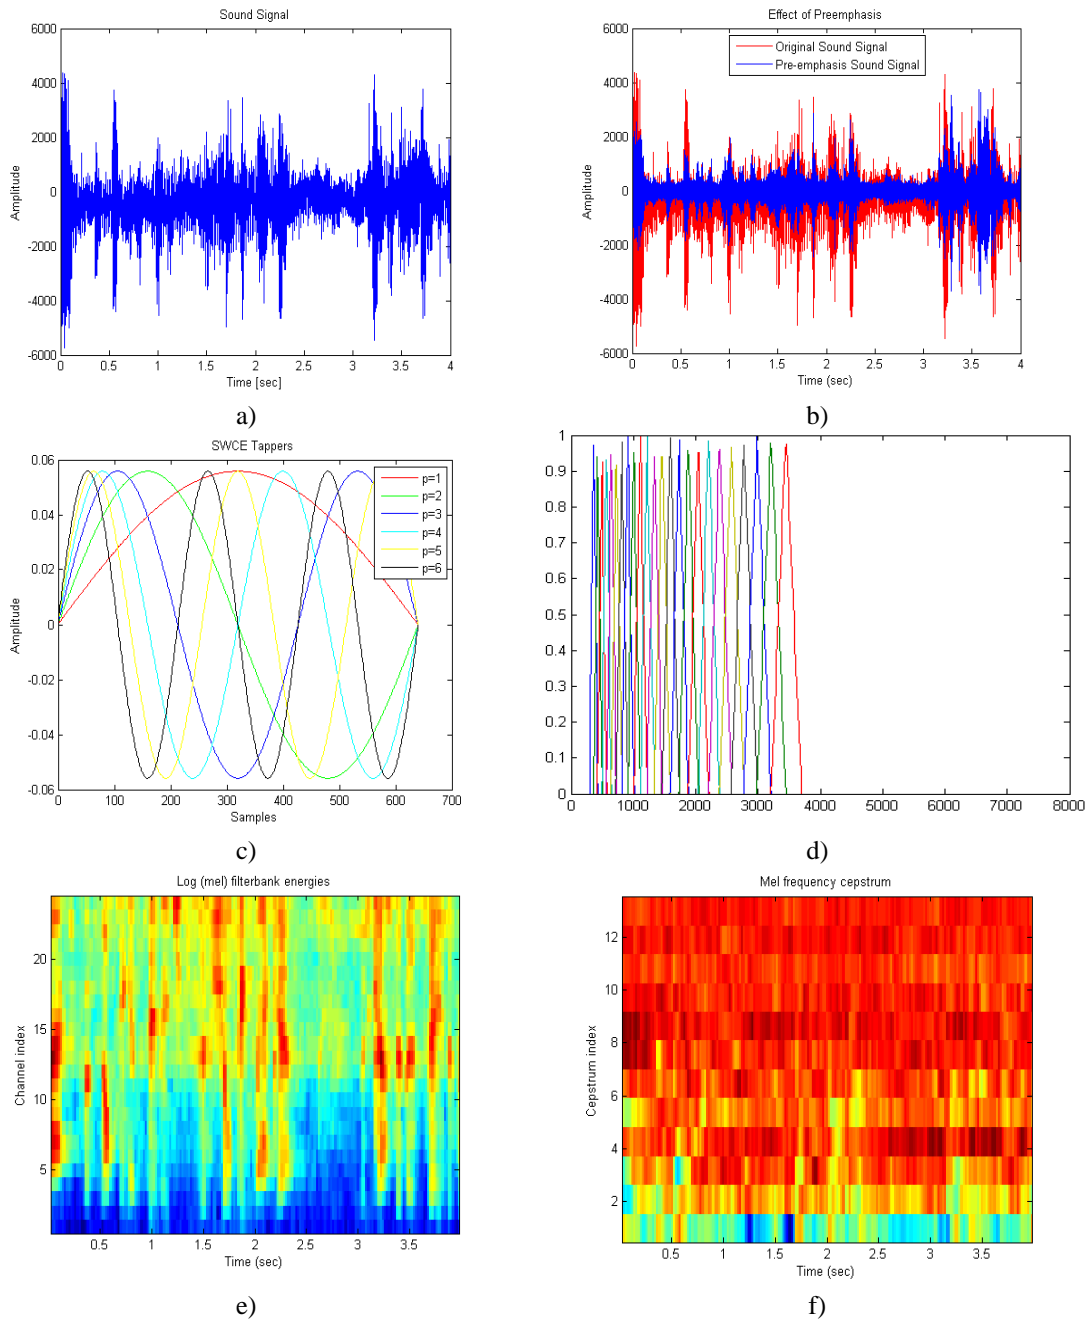 Sound Signal
Effect of Preemphasis
6000
4000
2000
0
-2000
-4000
-6000
Amplitude
0 0.5 1 1.5 2 2.5 3 3.5 4
Time [sec]
a)
Original Sound Signal
Pre-emphasis Sound Signal
6000
4000
2000
0
-2000
-4000
-6000
Amplitude
0 0.5 1 1.5 2 2.5 3 3.5 4
Time (sec)
b)
SWCE Tappers
0.06
0.04
0.02
0
-0.02
-0.04
-0.06
Amplitude
p=1
p=2
p=3
p=4
p=5
p=6
0 100 200 300 400 500 600 700
Samples
c)
1
0.9
0.8
0.7
0.6
0.5
0.4
0.3
0.2
0.1
0
0 1000 2000 3000 4000 5000 6000 7000 8000
d)
Log (mel) filterbank energies
20
15
10
5
Channel index
0.5 1 1.5 2 2.5 3 3.5
Time (sec)
e)
Mel frequency cepstrum
12
10
8
6
4
2
Cepstrum index
0.5 1 1.5 2 2.5 3 3.5
Time (sec)
f)